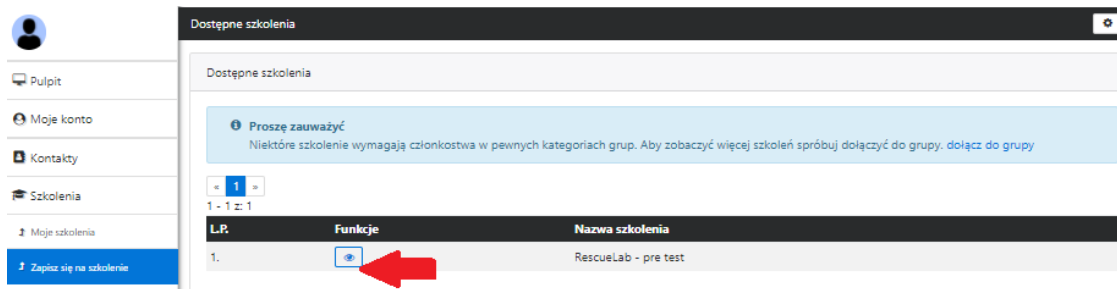 Dostępne szkolenia
Pulpit
Moje konto
Kontakty
Szkolenia
Moje szkolenia
Zapisz się na szkolenie
Dostępne szkolenia
Proszę zauważyć
Niektóre szkolenie wymagają członkostwa w pewnych kategoriach grup. Aby zobaczyć więcej szkoleń spróbuj dołączyć do grupy. dołącz do grupy
« 1 »
1 - 1 z: 1
L.P. Funkcje Nazwa szkolenia
1. RescueLab - pre test